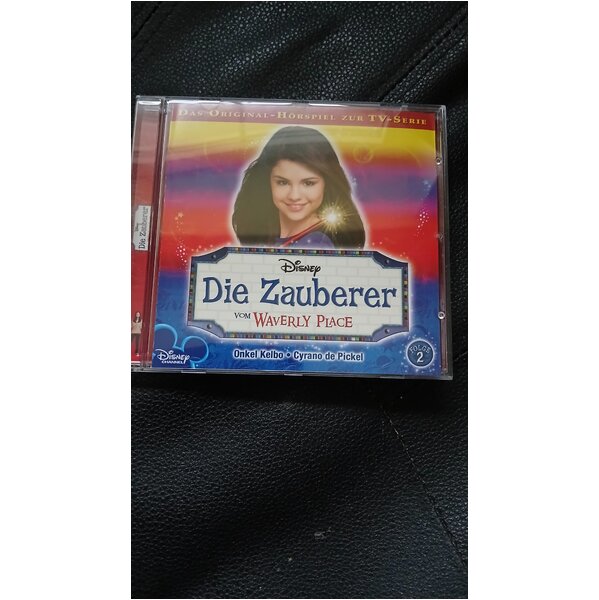 DAS ORIGINAL-HÖRSPIEL ZUR TV-SERIE
Disney
Die Zauberer
VOM WAVERLY PLACE
Onkel Kelbo • Cyrano de Pickel
FOLGE
2
Disney
CHANNEL
Disney
Die Zauberer